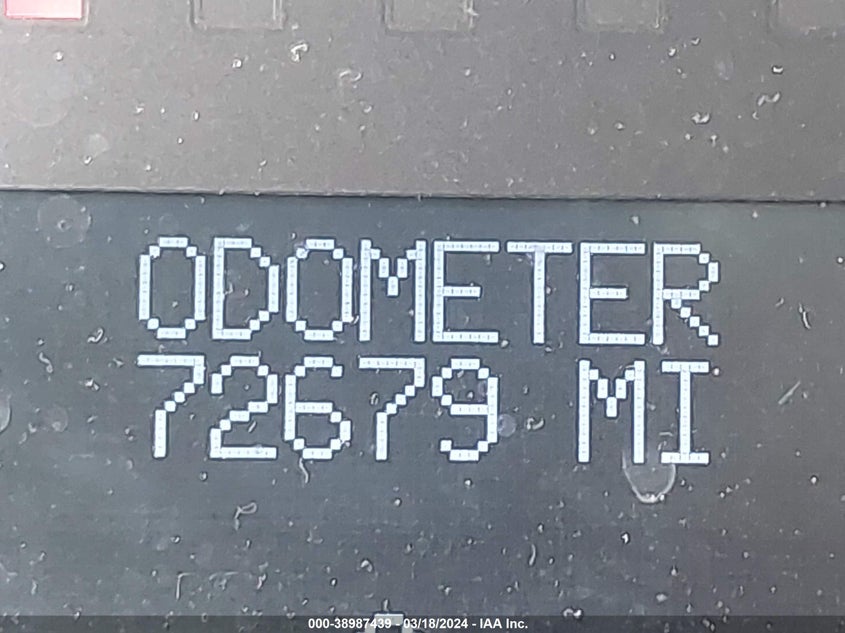 ODOMETER
72679 MI
000-38987439 - 03/18/2024 - IAA Inc.